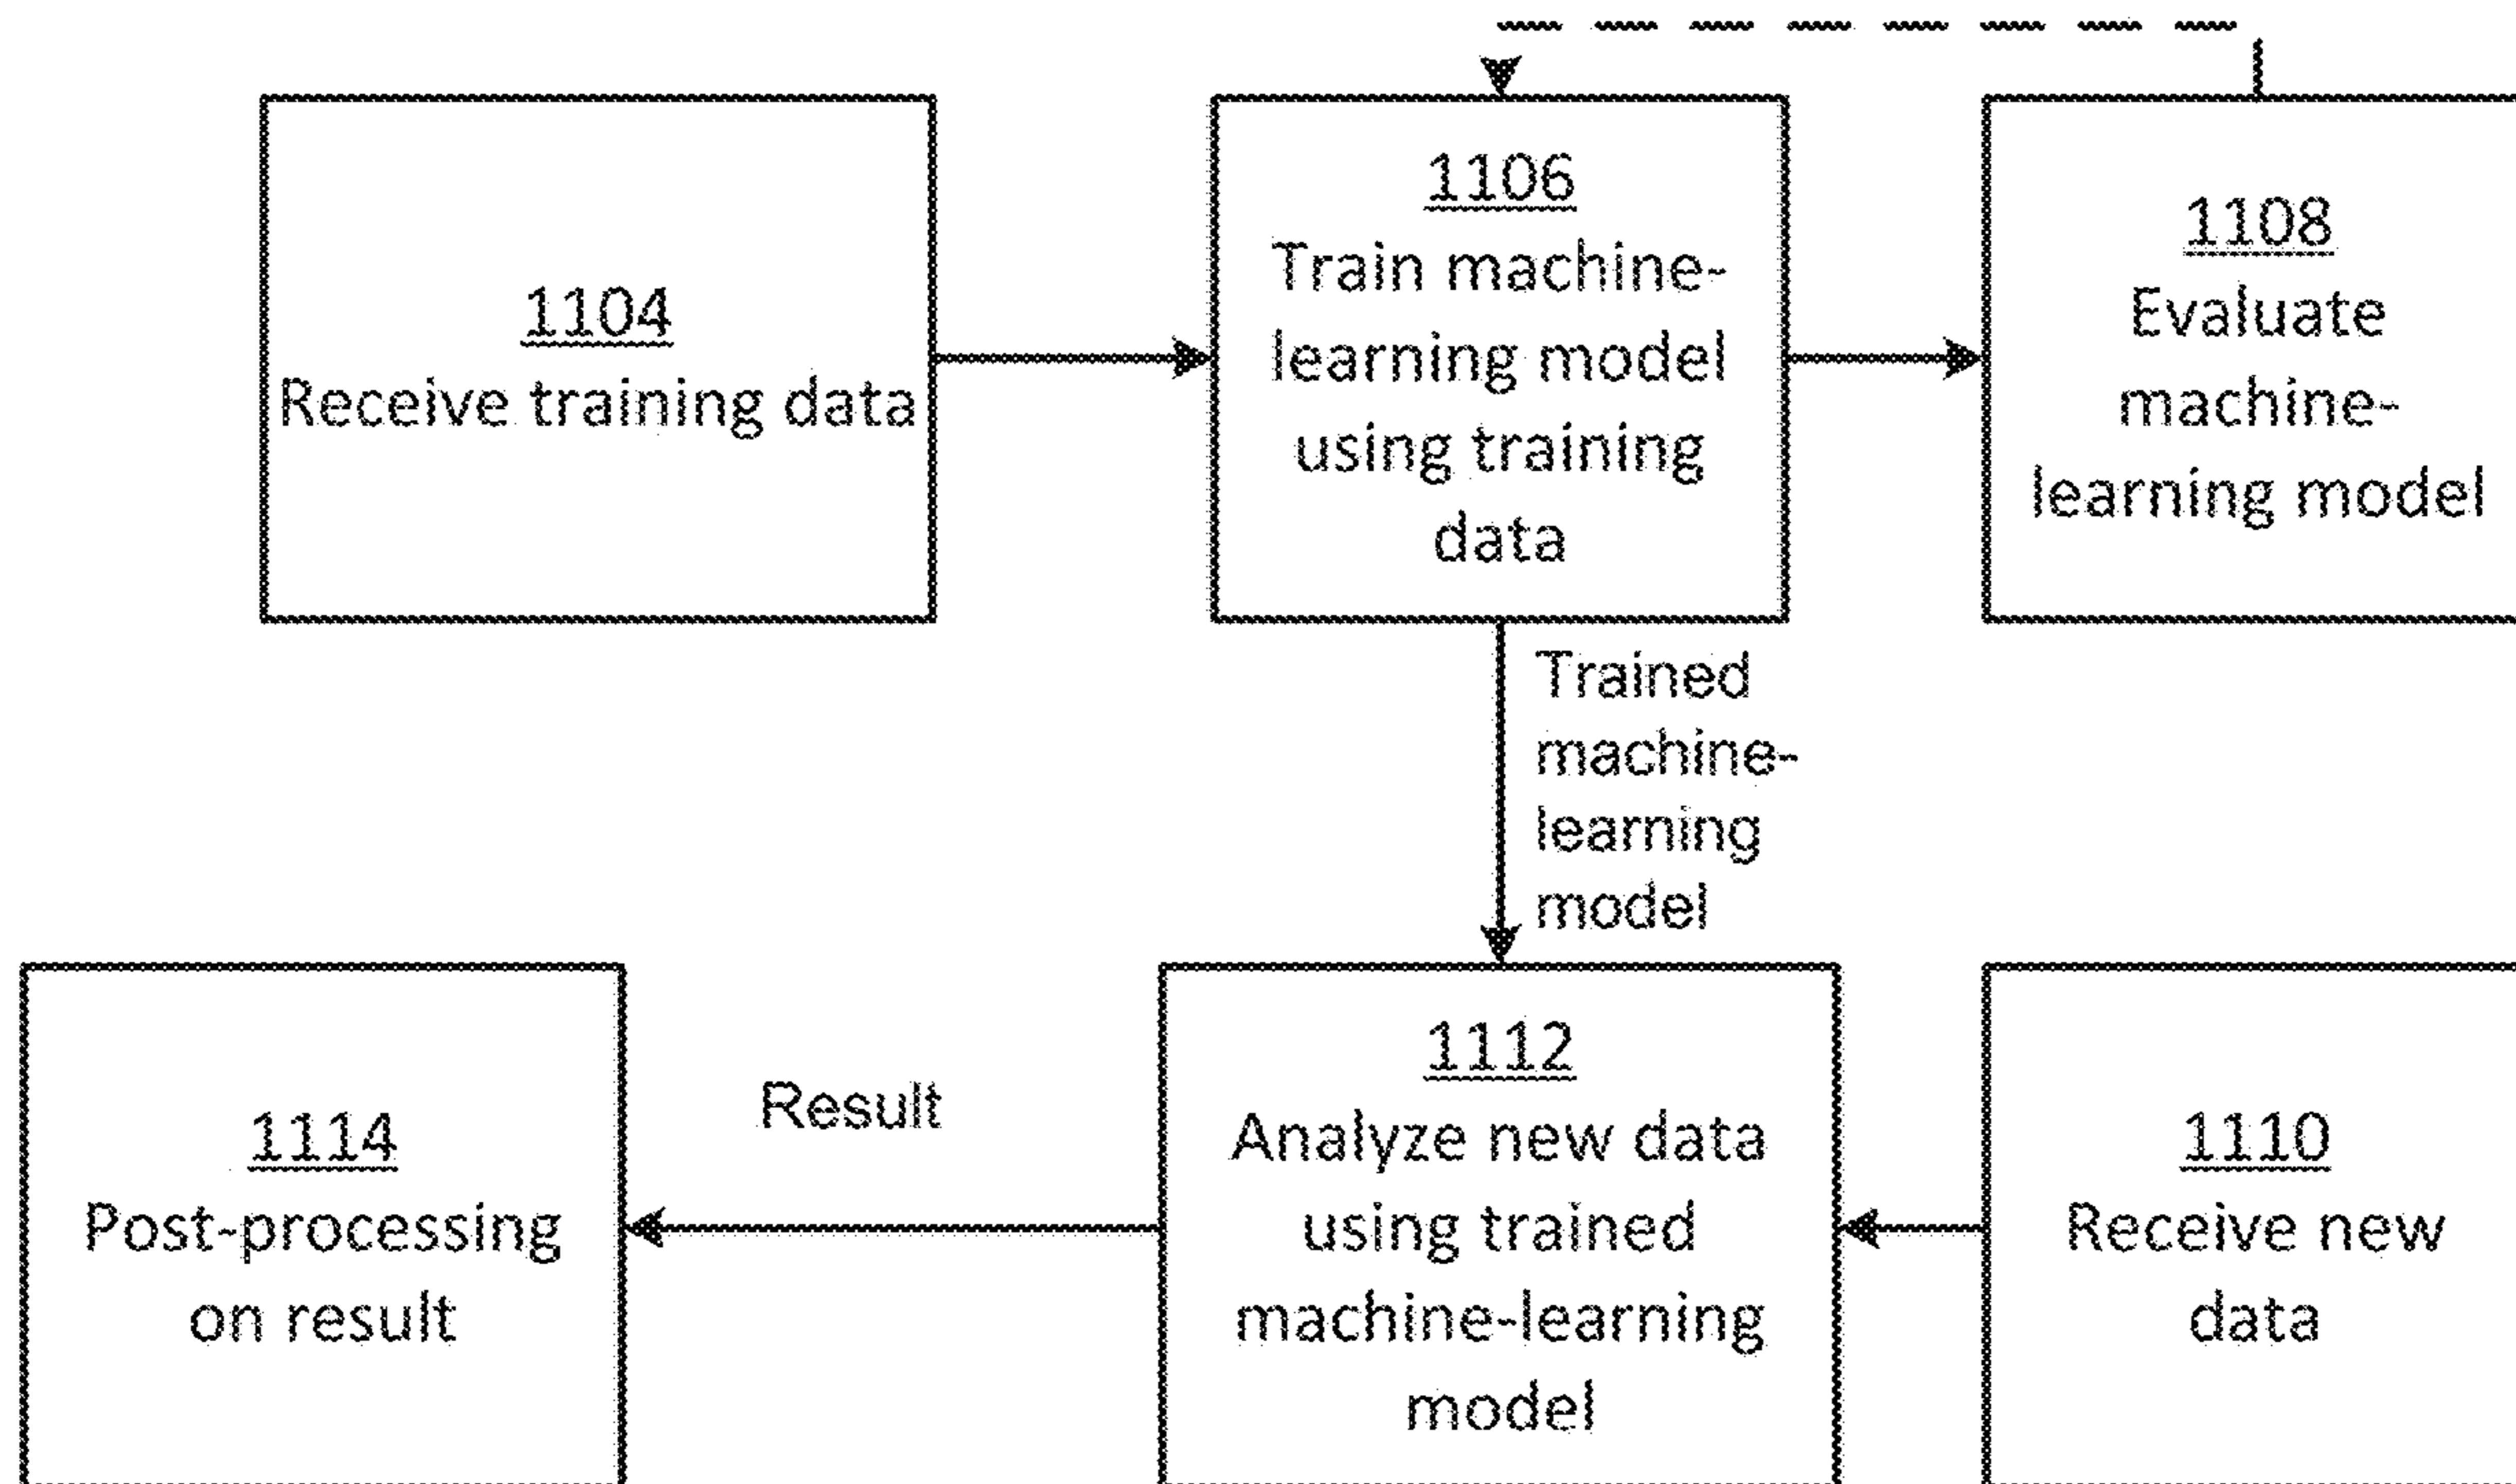 1104
Receive training data
1106
Train machine-
learning model
using training
data
1108
Evaluate
machine-
learning model
Trained
machine-
learning
model
1114
Post-processing
on result
Result
1112
Analyze new data
using trained
machine-learning
model
1110
Receive new
data